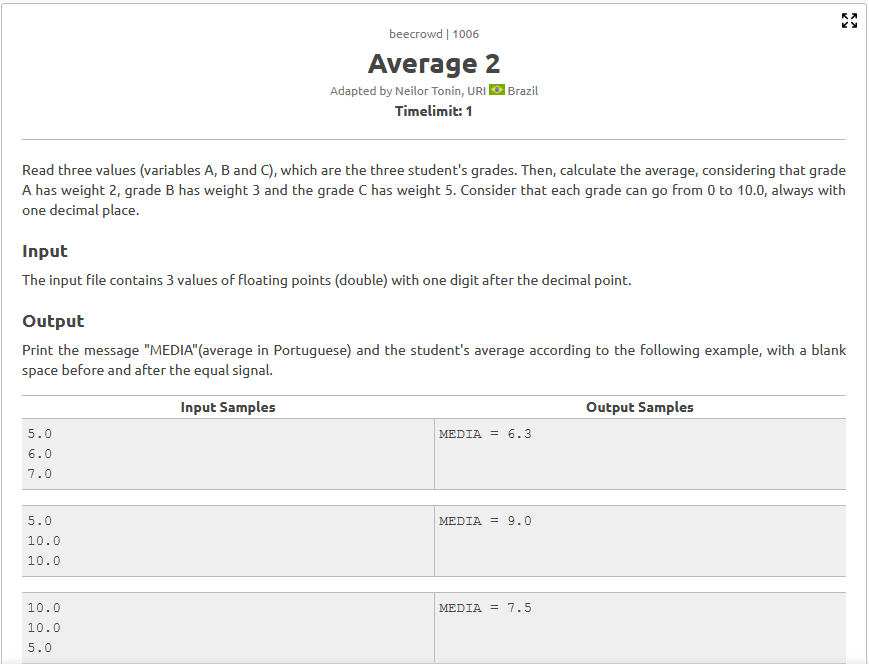 beecrowd | 1006
Average 2
Adapted by Neilor Tonin, URI Brazil
Timelimit: 1
Read three values (variables A, B and C), which are the three student's grades. Then, calculate the average, considering that grade
A has weight 2, grade B has weight 3 and the grade C has weight 5. Consider that each grade can go from 0 to 10.0, always with
one decimal place.
Input
The input file contains 3 values of floating points (double) with one digit after the decimal point.
Output
Print the message "MEDIA"(average in Portuguese) and the student's average according to the following example, with a blank
space before and after the equal signal.
Input Samples Output Samples
5.0 MEDIA = 6.3
6.0
7.0
5.0 MEDIA = 9.0
10.0
10.0
10.0 MEDIA = 7.5
10.0
5.0